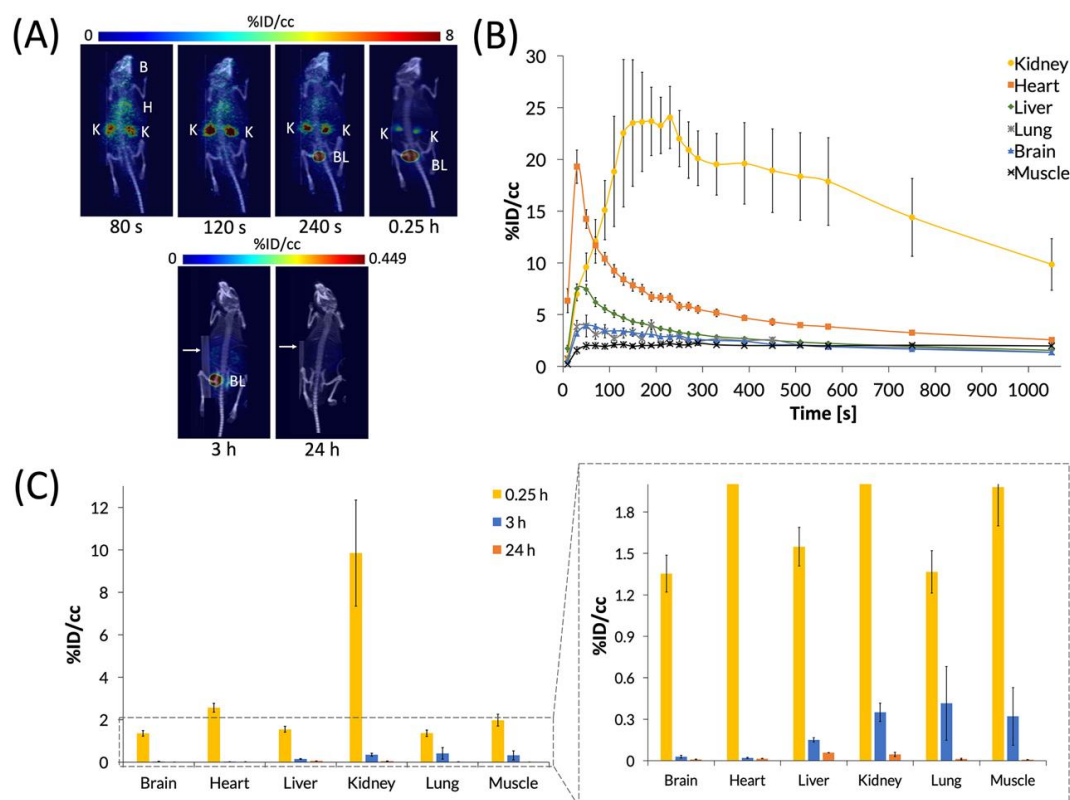 (A)
%ID/cc
0 8
B
H
K K
K K
K K
BL
K K
BL
80 s 120 s 240 s 0.25 h
%ID/cc
0 0.449
BL
3 h 24 h
(B)
%ID/cc
30
25
20
15
10
5
0
0 100 200 300 400 500 600 700 800 900 1000
Time [s]
Kidney
Heart
Liver
Lung
Brain
Muscle
(C)
%ID/cc
12
10
8
6
4
2
0
Brain Heart Liver Kidney Lung Muscle
0.25 h
3 h
24 h
%ID/cc
1.8
1.5
1.2
0.9
0.6
0.3
0
Brain Heart Liver Kidney Lung Muscle